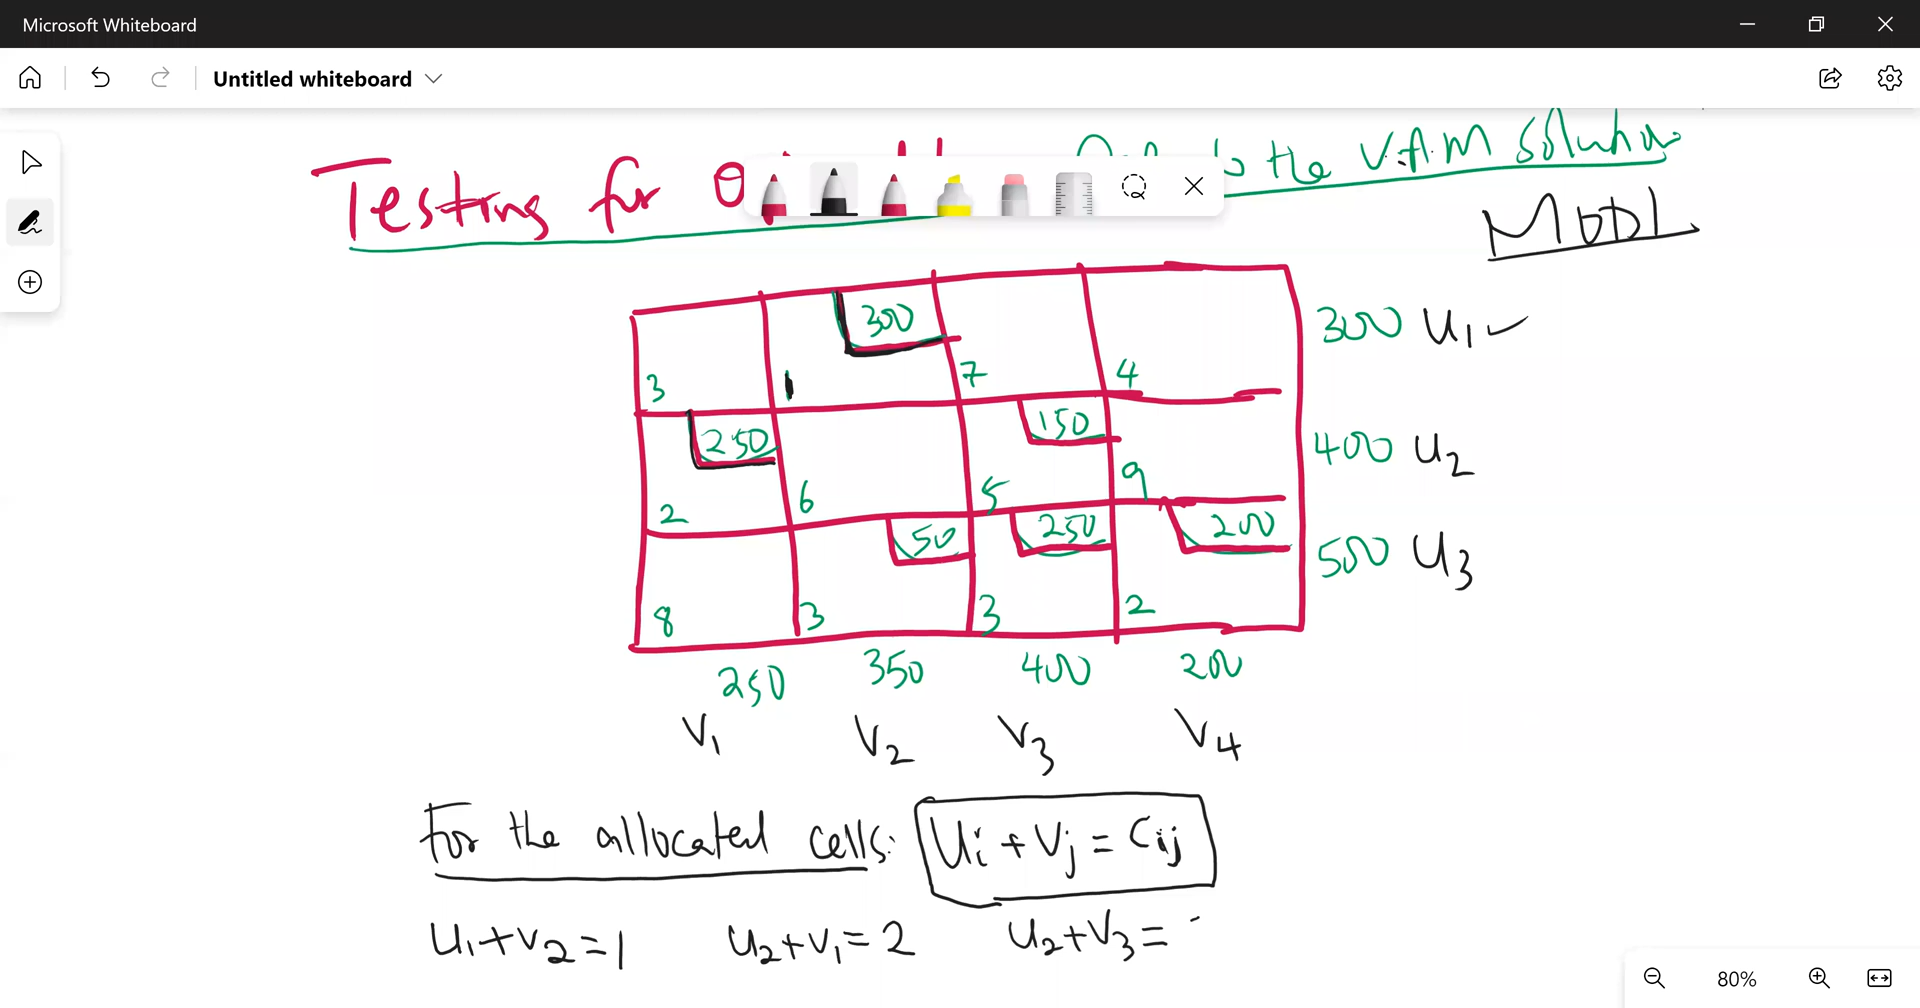 Microsoft Whiteboard
Untitled whiteboard
Testing for
to the V.A.M Solution
MODI
300
3 1 7 4 300 U1
250 150
2 6 5 9 400 U2
50 250 200
8 3 3 2 500 U3
250 350 400 200
V1 V2 V3 V4
For the allocated cells: Ui + Vj = Cij
U1+V2=1 U2+V1=2 U2+V3=
80%